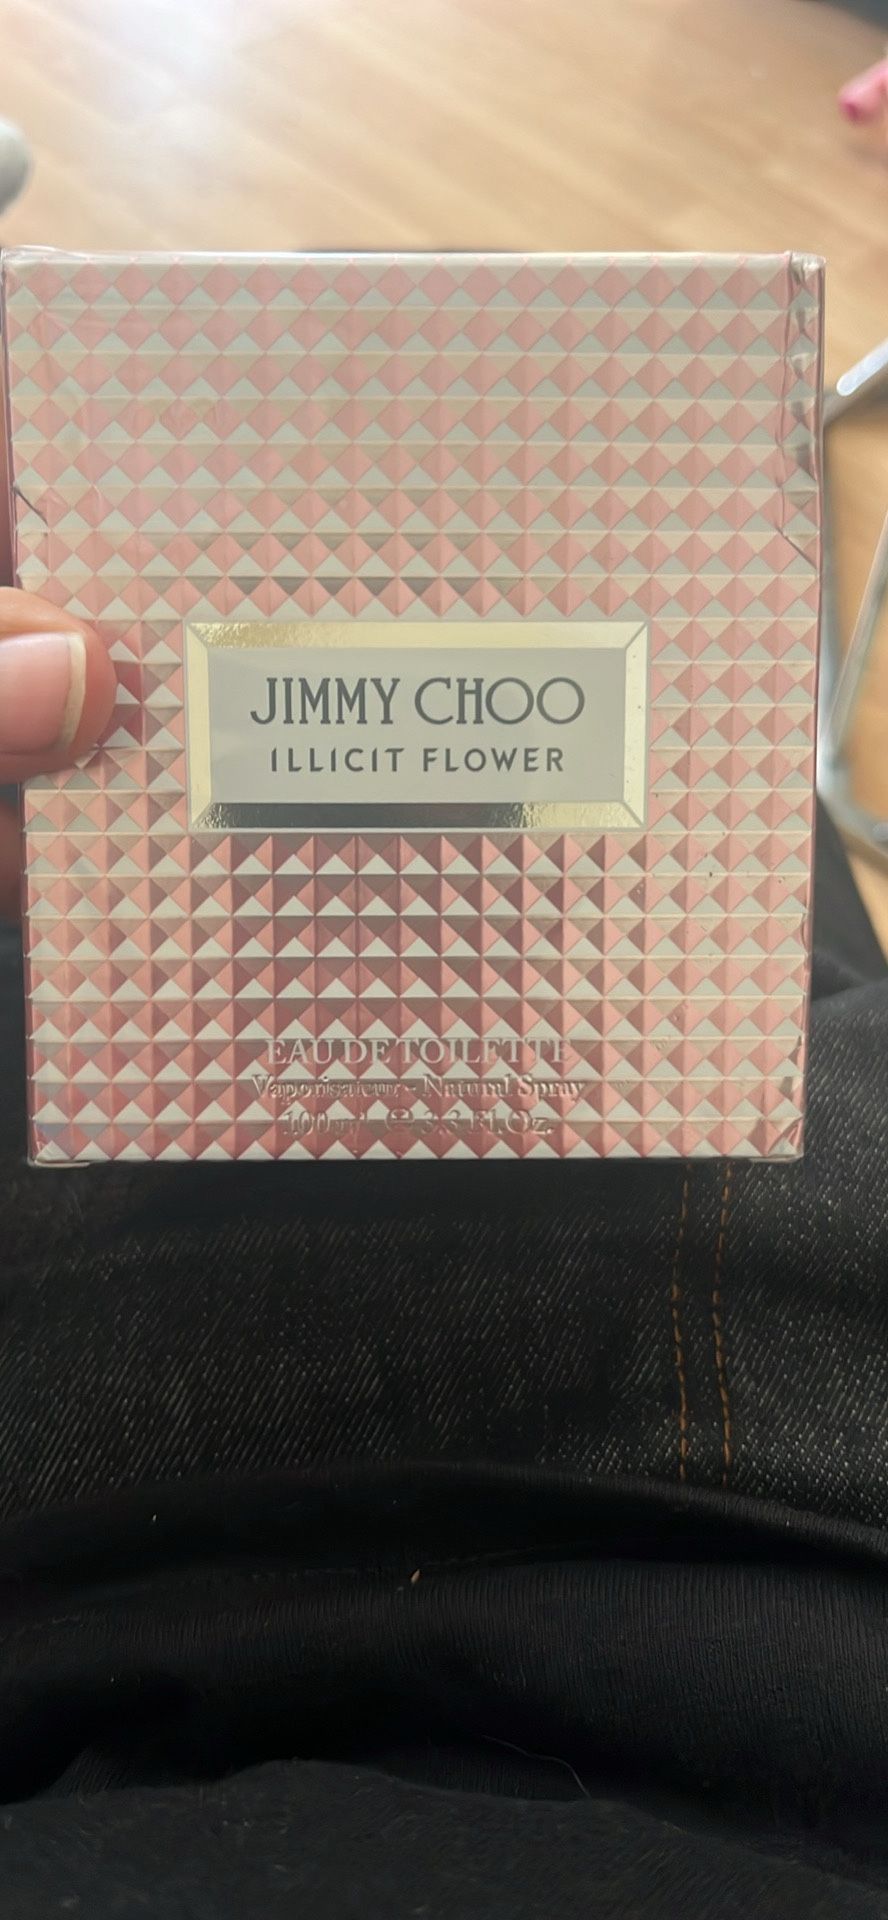 JIMMY CHOO
ILLICIT FLOWER
EAU DE TOILETTE
Vaporisateur - Natural Spray
100 ml ℮ 3.3 Fl.Oz.